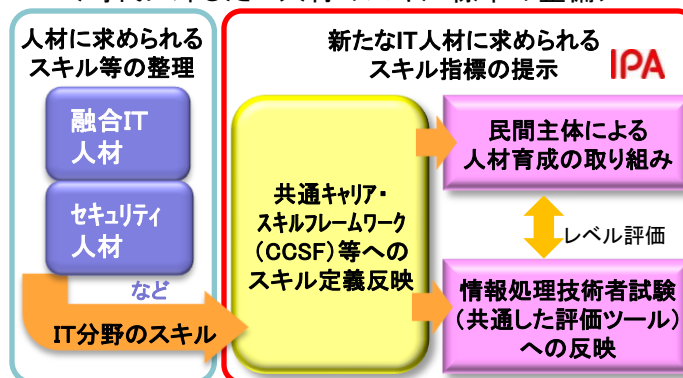 人材に求められる
スキル等の整理
融合IT
人材
セキュリティ
人材
など
IT分野のスキル
新たなIT人材に求められる
スキル指標の提示
IPA
共通キャリア・
スキルフレームワーク
(CCSF)等への
スキル定義反映
民間主体による
人材育成の取り組み
レベル評価
情報処理技術者試験
(共通した評価ツール)
への反映